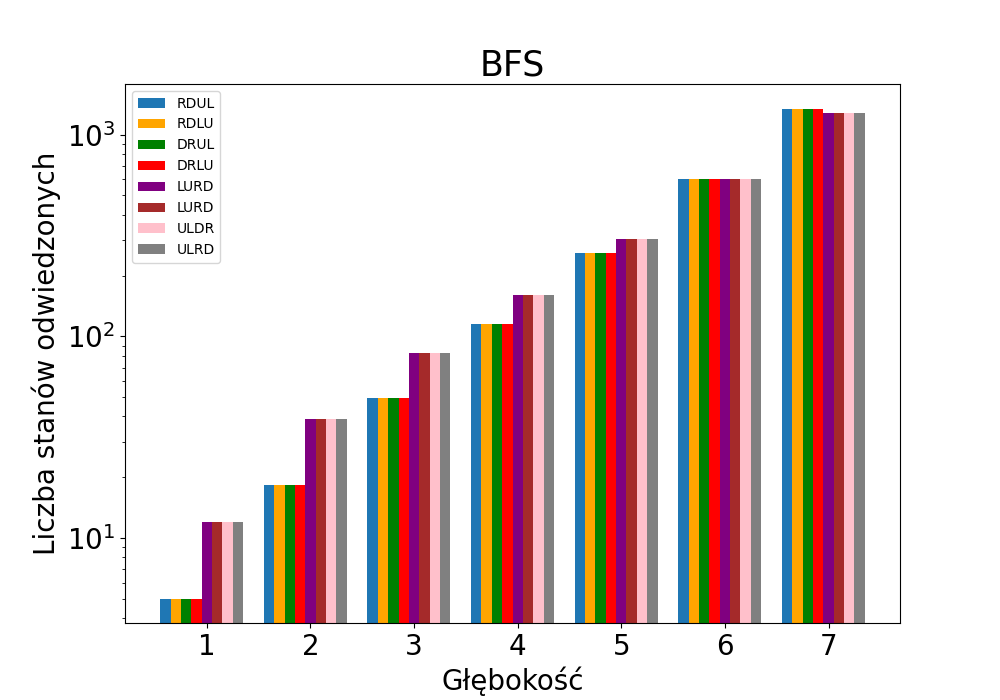 BFS
RDUL
RDLU
DRUL
DRLU
LURD
LURD
ULDR
ULRD
10³
10²
10¹
Liczba stanów odwiedzonych
1 2 3 4 5 6 7
Głębokość